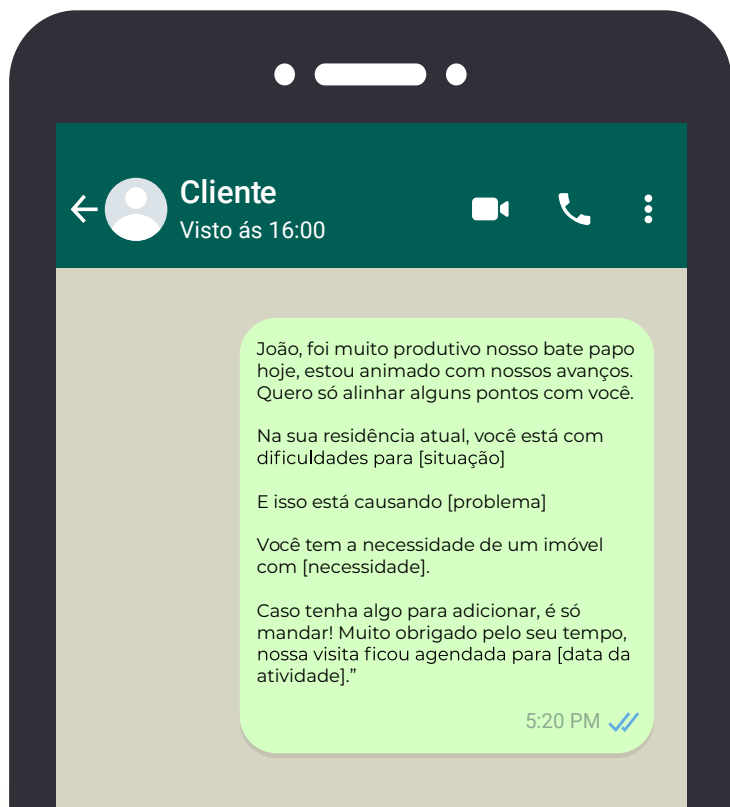 Cliente
Visto ás 16:00
João, foi muito produtivo nosso bate papo
hoje, estou animado com nossos avanços.
Quero só alinhar alguns pontos com você.
Na sua residência atual, você está com
dificuldades para [situação]
E isso está causando [problema]
Você tem a necessidade de um imóvel
com [necessidade].
Caso tenha algo para adicionar, é só
mandar! Muito obrigado pelo seu tempo,
nossa visita ficou agendada para [data da
atividade].”
5:20 PM